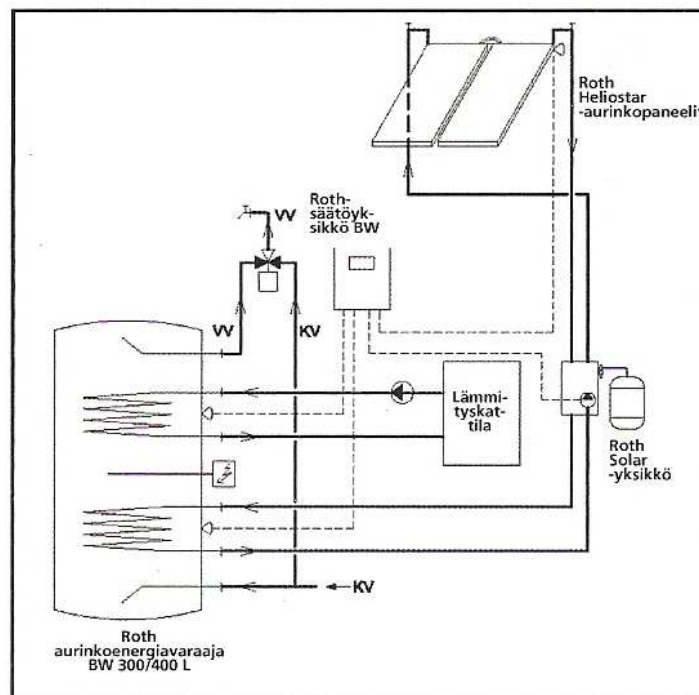 Roth
Heliostar
-aurinkopaneelit
Roth-
säätöyk-
sikkö BW
VV
VV
KV
Lämmi-
tyskat-
tila
Roth
Solar
-yksikkö
KV
Roth
aurinkoenergiavaraaja
BW 300/400 L